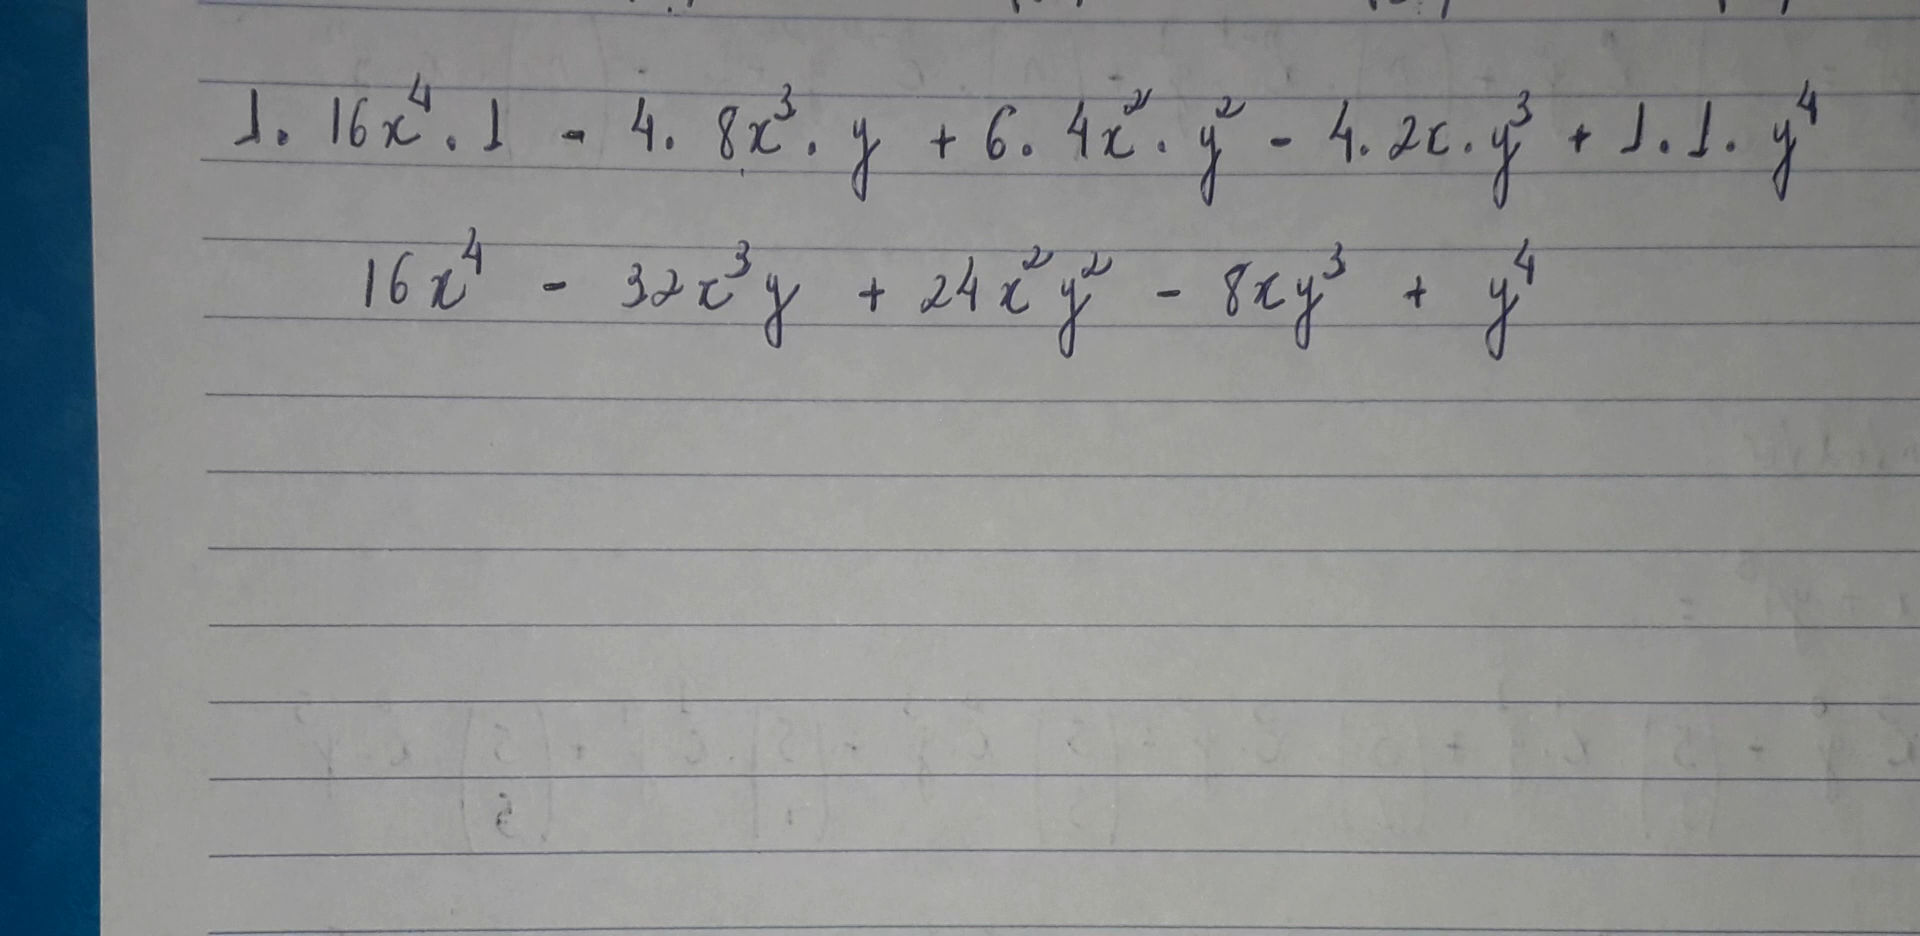 1. 16x⁴ . 1 - 4. 8x³. y + 6. 4x². y² - 4. 2x. y³ + 1. 1. y⁴
16x⁴ - 32x³y + 24x²y² - 8xy³ + y⁴